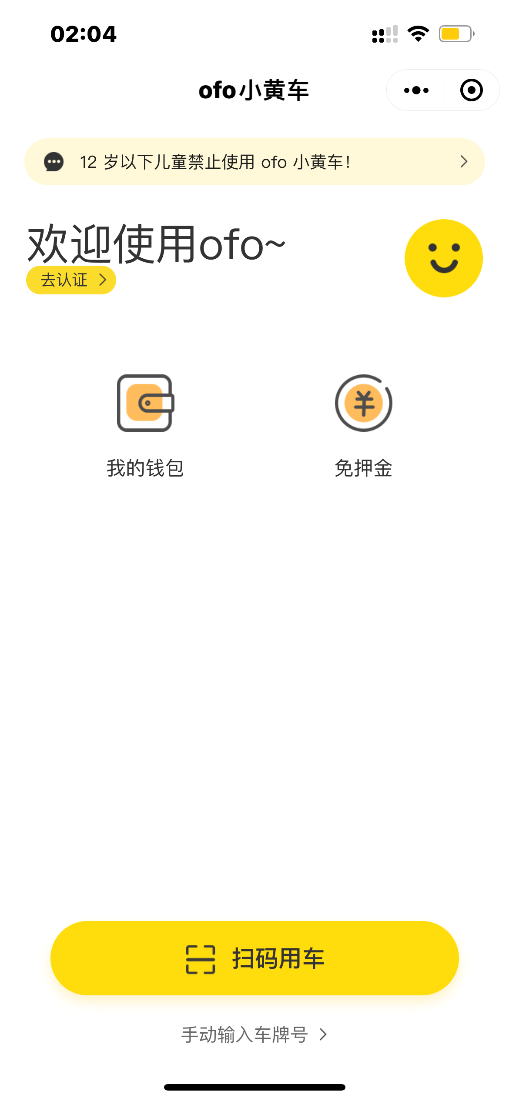 02:04
ofo小黄车
12 岁以下儿童禁止使用 ofo 小黄车!
欢迎使用ofo~
去认证
我的钱包
免押金
扫码用车
手动输入车牌号